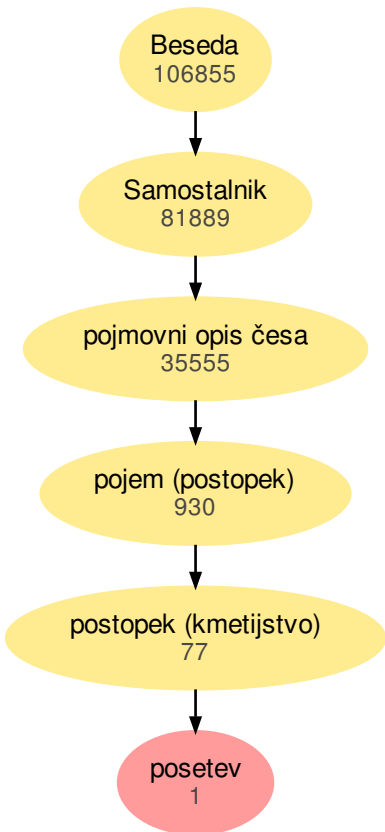 Beseda
106855
Samostalnik
81889
pojmovni opis česa
35555
pojem (postopek)
930
postopek (kmetijstvo)
77
posetev
1